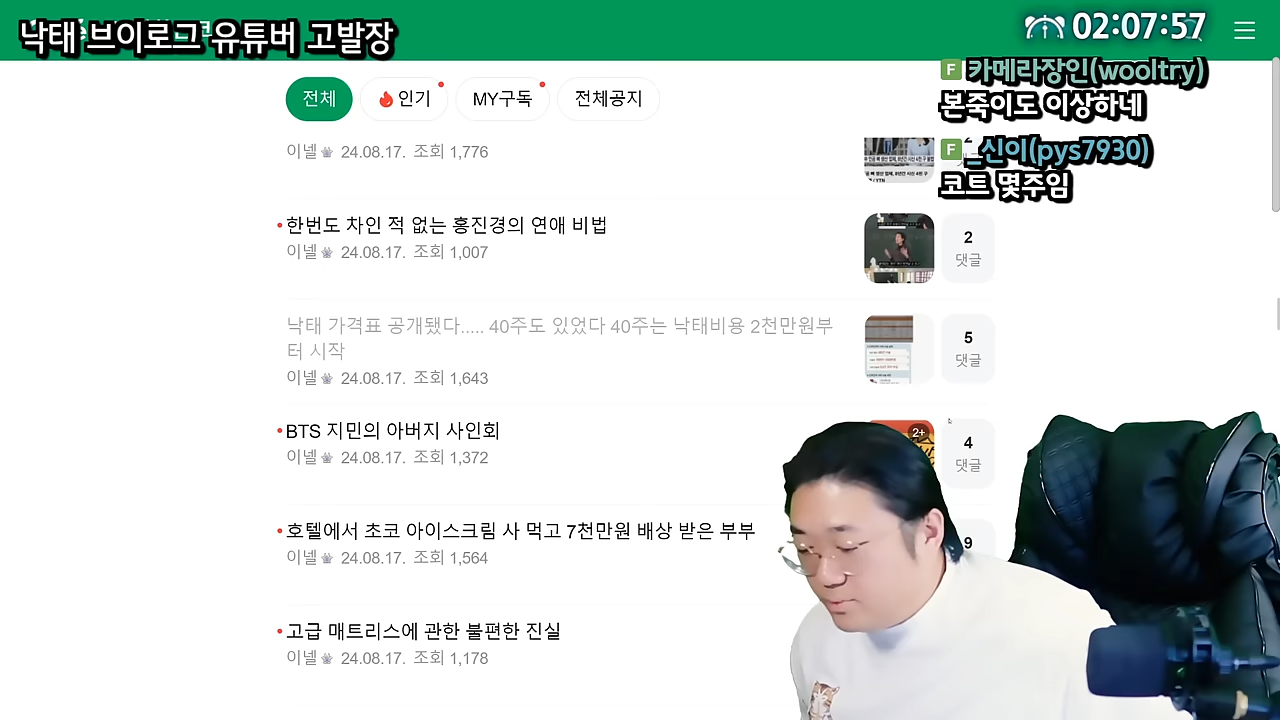 낙태 브이로그 유튜버 고발장
02:07:57
전체
인기
MY구독
전체공지
F 카메라장인(wooltry)
본죽이도 이상하네
F _신이(pys7930)
코트 몇주임
이넬 24.08.17. 조회 1,776
한번도 차인 적 없는 홍진경의 연애 비법
이넬 24.08.17. 조회 1,007
2
댓글
낙태 가격표 공개됐다..... 40주도 있었다 40주는 낙태비용 2천만원부
터 시작
이넬 24.08.17. 조회 1,643
5
댓글
BTS 지민의 아버지 사인회
이넬 24.08.17. 조회 1,372
2+
4
댓글
호텔에서 초코 아이스크림 사 먹고 7천만원 배상 받은 부부
이넬 24.08.17. 조회 1,564
9
고급 매트리스에 관한 불편한 진실
이넬 24.08.17. 조회 1,178